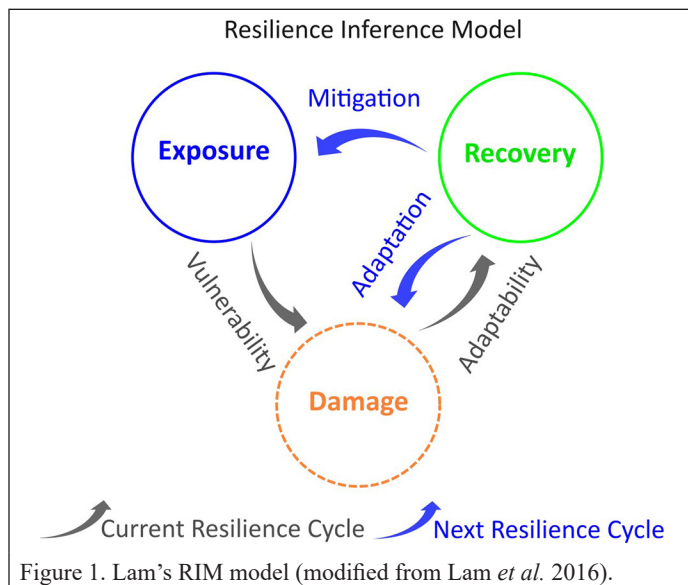 Resilience Inference Model
Mitigation
Exposure
Recovery
Adaptation
Vulnerability
Adaptability
Damage
Current Resilience Cycle
Next Resilience Cycle
Figure 1. Lam's RIM model (modified from Lam et al. 2016).